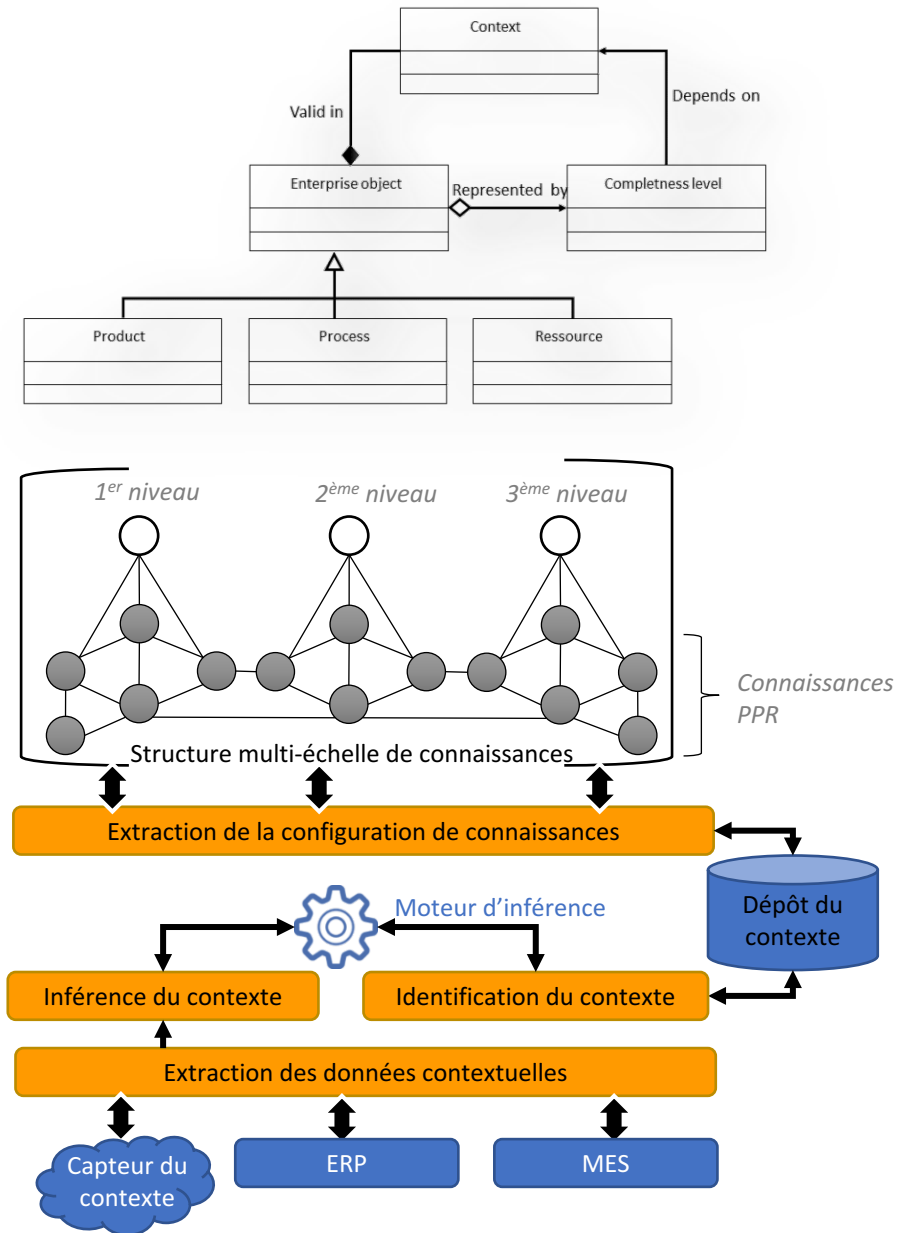 Context
Depends on
Valid in
Enterprise object
Represented by
Completness level
Product
Process
Ressource
1er niveau
2ème niveau
3ème niveau
Connaissances
PPR
Structure multi-échelle de connaissances
Extraction de la configuration de connaissances
Moteur d'inférence
Dépôt du
contexte
Inférence du contexte
Identification du contexte
Extraction des données contextuelles
Capteur du
contexte
ERP
MES